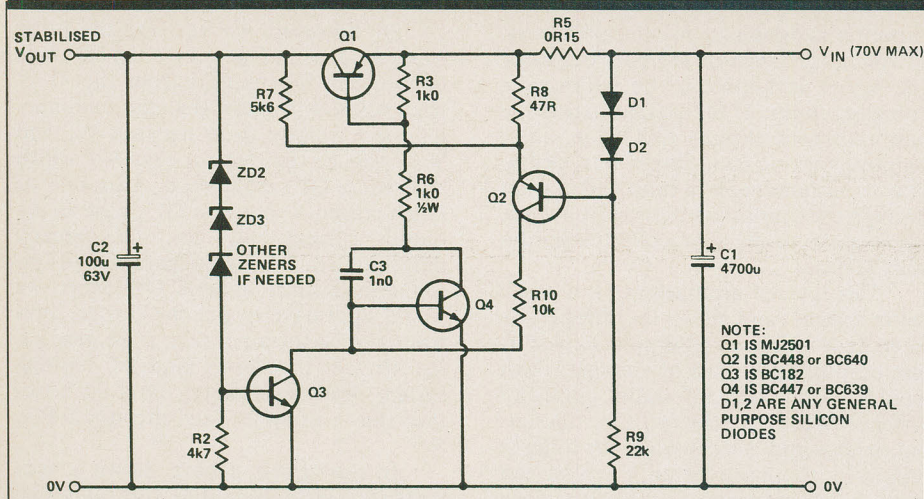 STABILISED
VOUT
Q1
R5
0R15
VIN (70V MAX)
R7
5k6
R3
1k0
R8
47R
D1
D2
ZD2
R6
1k0
½W
Q2
ZD3
C2
100u
63V
+
OTHER
ZENERS
IF NEEDED
C3
1n0
Q4
R10
10k
+
C1
4700u
NOTE:
Q1 IS MJ2501
Q2 IS BC448 or BC640
Q3 IS BC182
Q4 IS BC447 or BC639
D1,2 ARE ANY GENERAL
PURPOSE SILICON
DIODES
Q3
R2
4k7
R9
22k
0V
0V